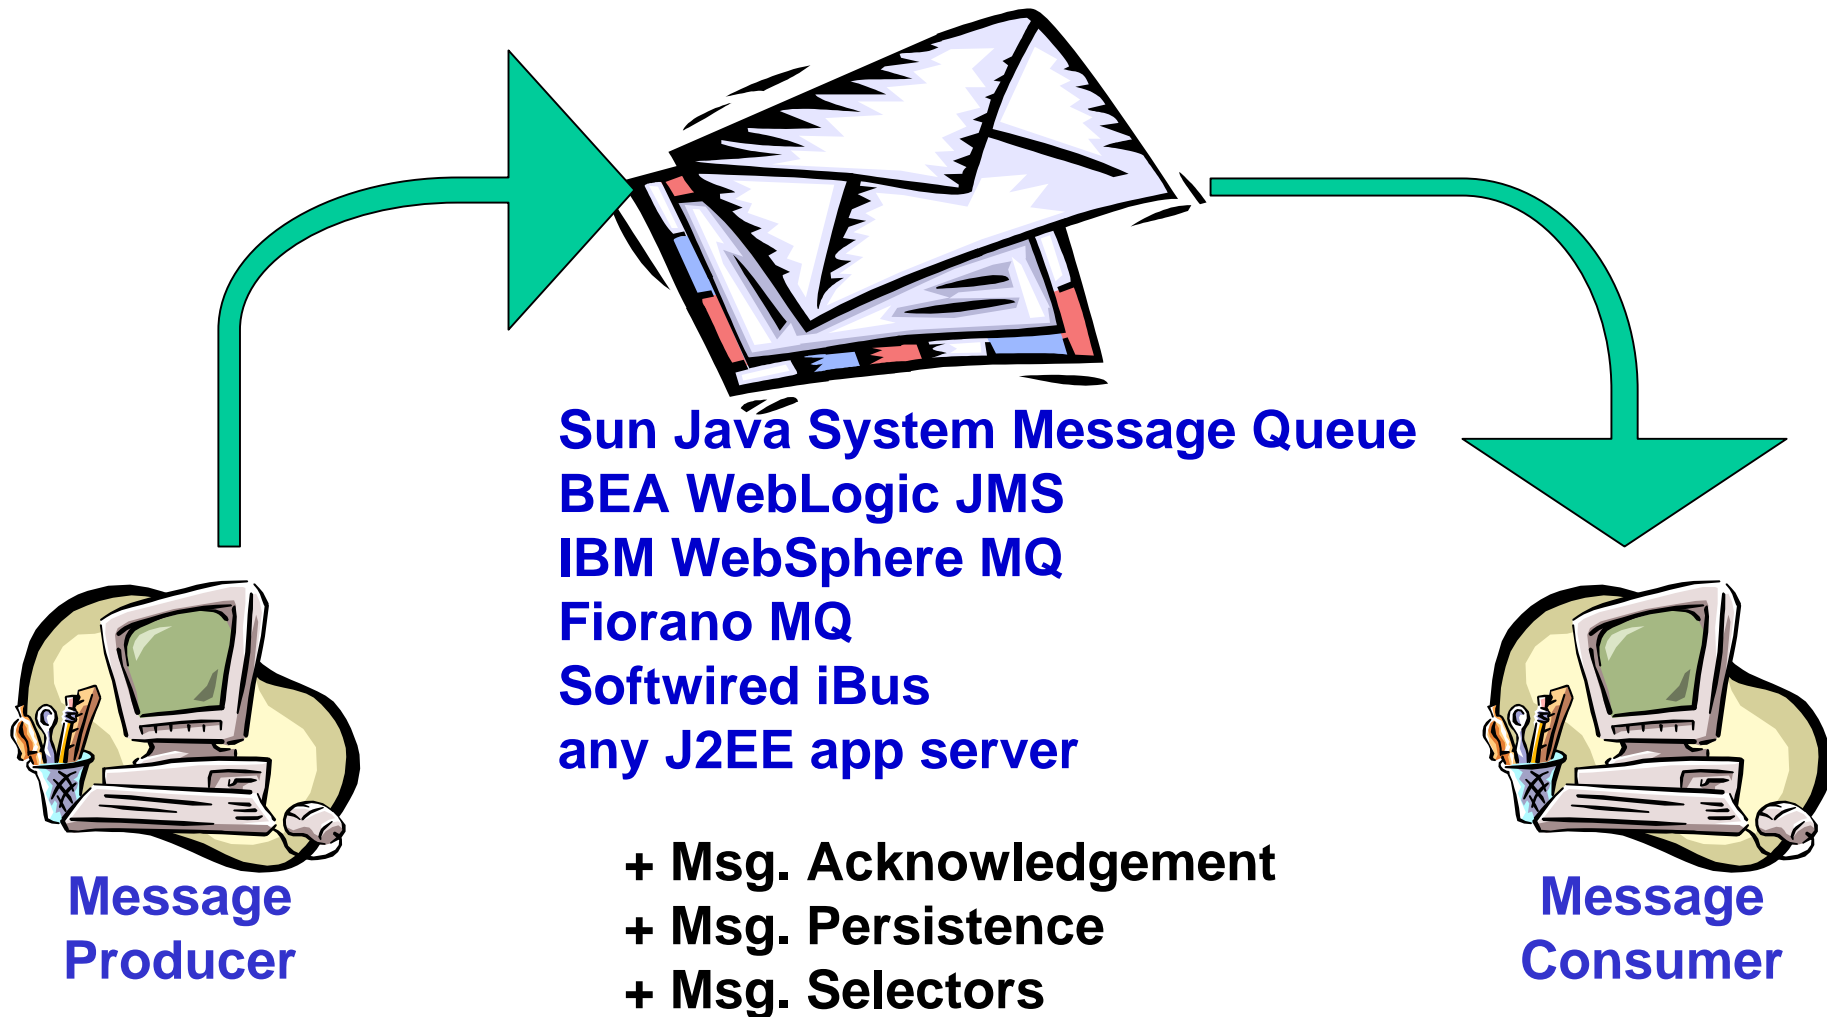 Sun Java System Message Queue
BEA WebLogic JMS
IBM WebSphere MQ
Fiorano MQ
Softwired iBus
any J2EE app server
+ Msg. Acknowledgement
+ Msg. Persistence
+ Msg. Selectors
Message
Producer
Message
Consumer